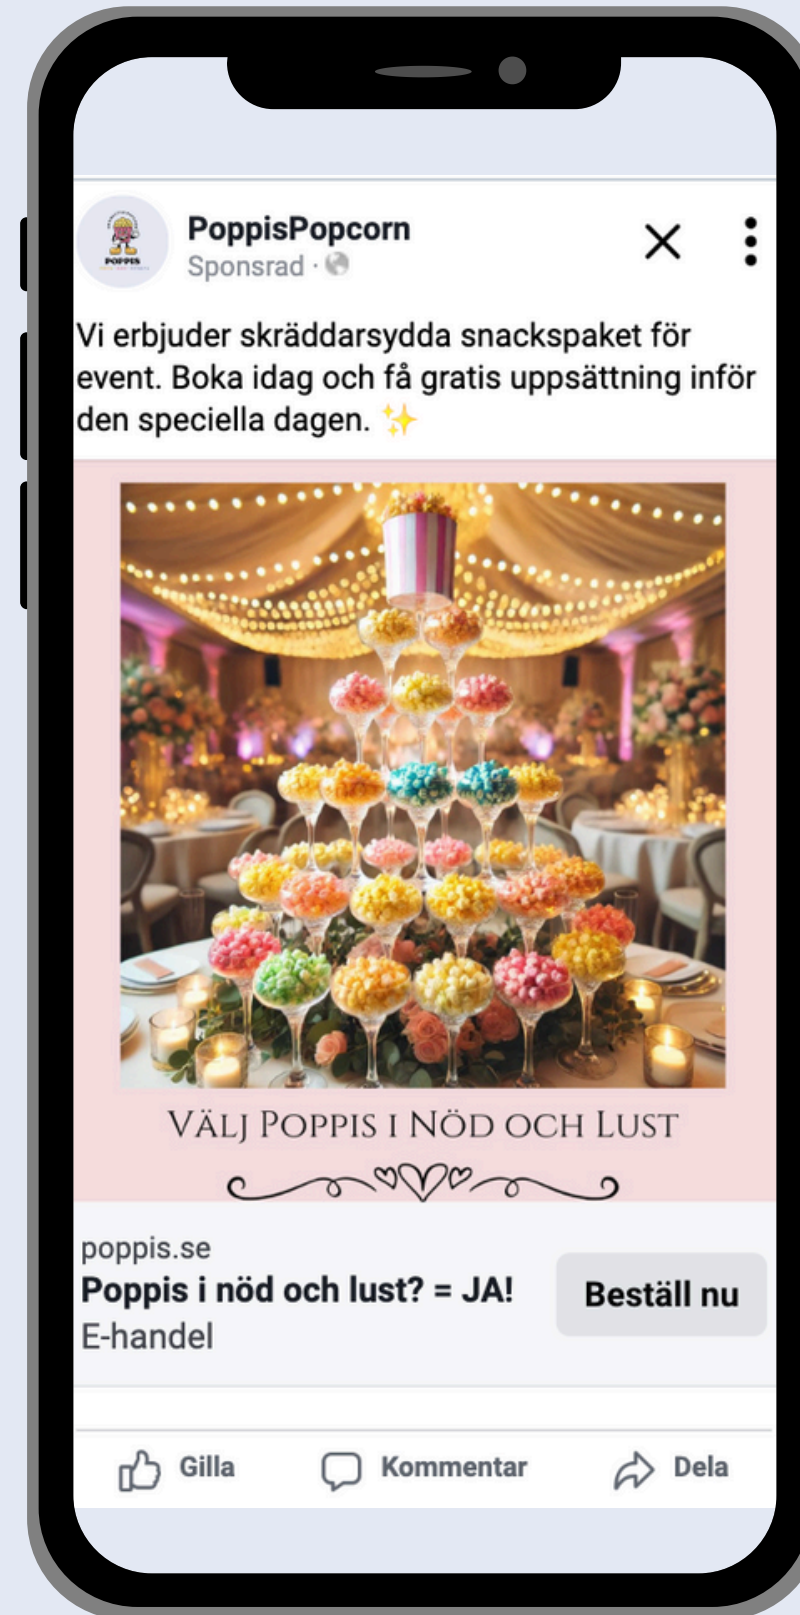 POPPIS
PoppisPopcorn
Sponsrad ·
Vi erbjuder skräddarsydda snackspaket för
event. Boka idag och få gratis uppsättning inför
den speciella dagen. ✨
VÄLJ POPPIS I NÖD OCH LUST
poppis.se
Poppis i nöd och lust? = JA!
E-handel
Beställ nu
Gilla
Kommentar
Dela